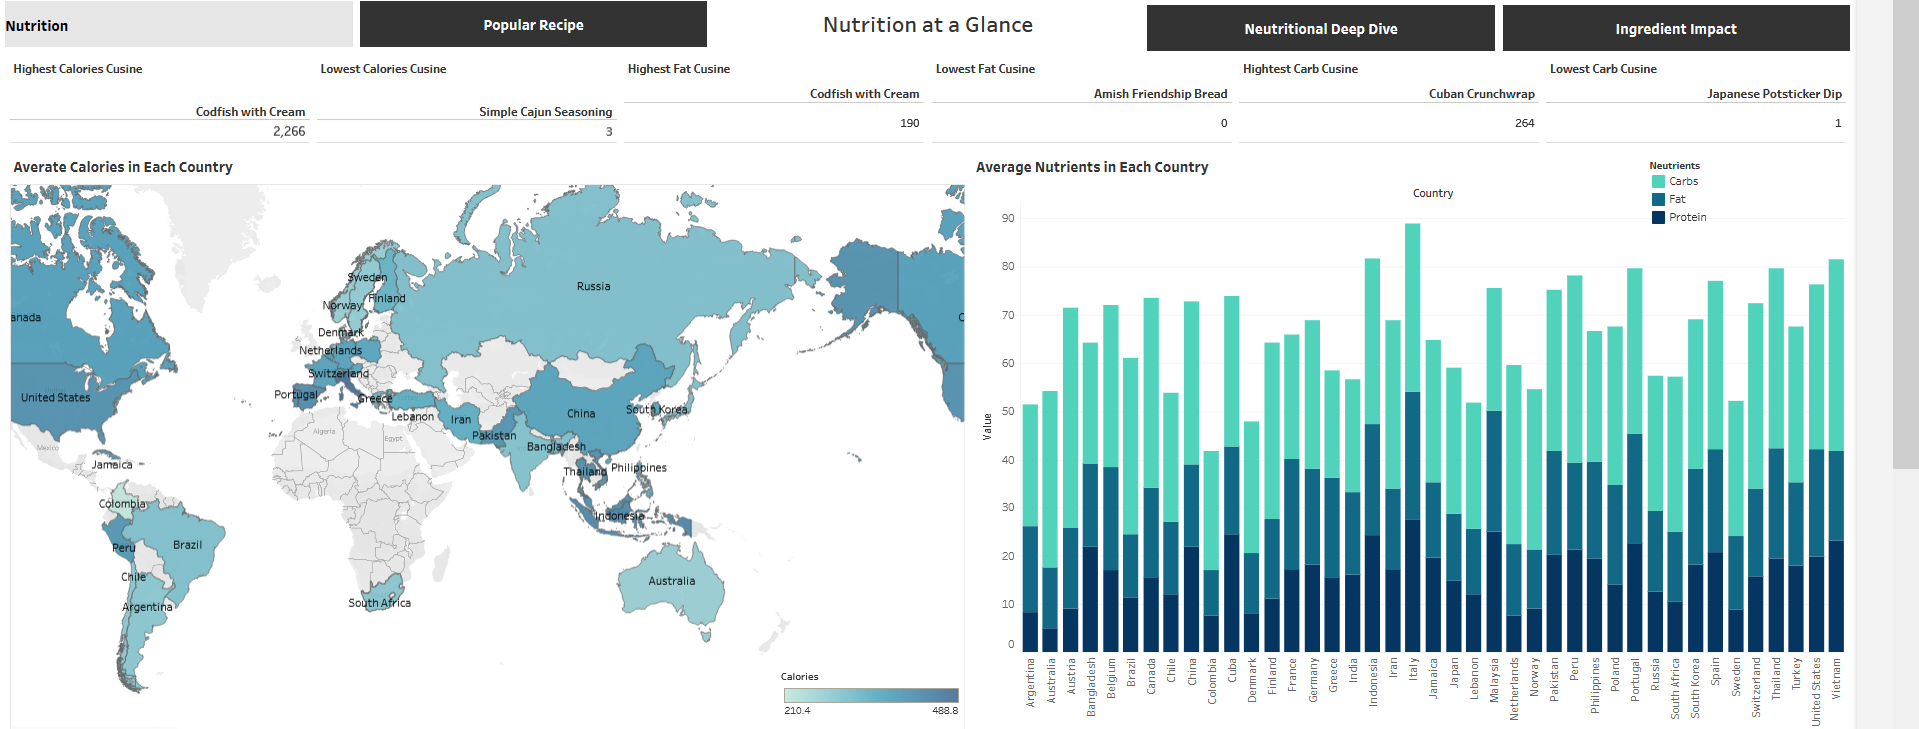 Nutrition
Popular Recipe
Nutrition at a Glance
Neutritional Deep Dive
Ingredient Impact
Highest Calories Cusine
Codfish with Cream
2,266
Lowest Calories Cusine
Simple Cajun Seasoning
3
Highest Fat Cusine
Codfish with Cream
190
Lowest Fat Cusine
Amish Friendship Bread
0
Hightest Carb Cusine
Cuban Crunchwrap
264
Lowest Carb Cusine
Japanese Potsticker Dip
1
Averate Calories in Each Country
Sweden
Russia
Norway
Finland
anada
C
Denmark
Netherlands
Switzerland
United States
Portugal
Greece
Lebanon
Iran
China
South Korea
Algeria
Egypt
Pakistan
Mexico
Bangladesh
Jamaica
Thailand
Philippines
Colombia
Indonesia
Peru
Brazil
Chile
Australia
Argentina
South Africa
Calories
210.4
488.8
Average Nutrients in Each Country
Neutrients
Carbs
Fat
Protein
Country
Value
90
80
70
60
50
40
30
20
10
0
Argentina
Australia
Austria
Bangladesh
Belgium
Brazil
Canada
Chile
China
Colombia
Cuba
Denmark
Finland
France
Germany
Greece
India
Indonesia
Iran
Italy
Jamaica
Japan
Lebanon
Malaysia
Netherlands
Norway
Pakistan
Peru
Philippines
Poland
Portugal
Russia
South Africa
South Korea
Spain
Sweden
Switzerland
Thailand
Turkey
United States
Vietnam